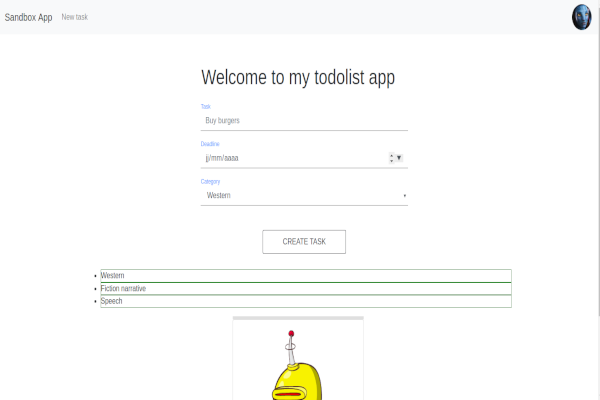 Sandbox App New task
Welcome to my todolist app
Task
Buy burgers
Deadline
jj/mm/aaaa
Category
Western
CREATE TASK
Western
Fiction narrative
Speech